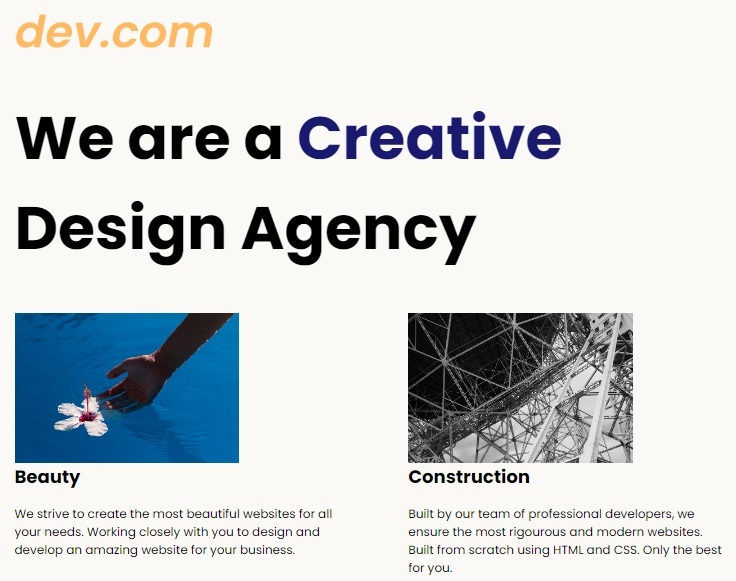 dev.com
We are a Creative
Design Agency
Beauty
We strive to create the most beautiful websites for all
your needs. Working closely with you to design and
develop an amazing website for your business.
Construction
Built by our team of professional developers, we
ensure the most rigourous and modern websites.
Built from scratch using HTML and CSS. Only the best
for you.